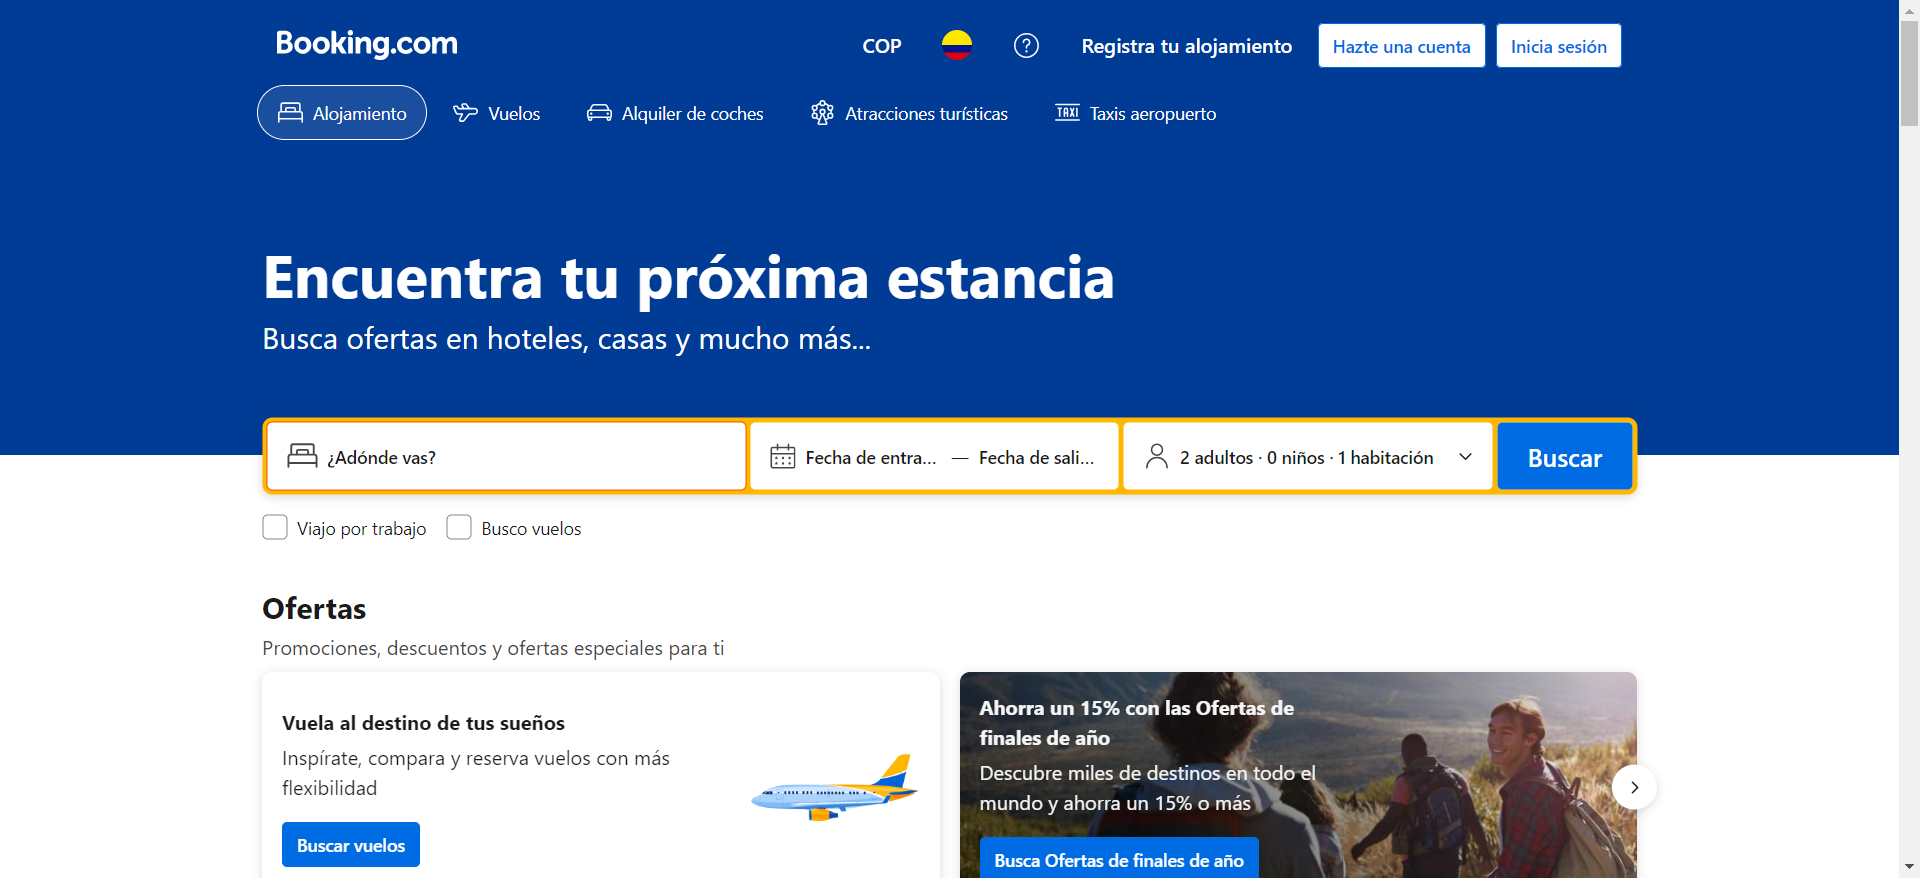 Booking.com
COP
Registra tu alojamiento
Hazte una cuenta
Inicia sesión
Alojamiento
Vuelos
Alquiler de coches
Atracciones turísticas
TAXI
Taxis aeropuerto
Encuentra tu próxima estancia
Busca ofertas en hoteles, casas y mucho más...
¿Adónde vas?
Fecha de entra... — Fecha de sali...
2 adultos · 0 niños · 1 habitación
Buscar
Viajo por trabajo
Busco vuelos
Ofertas
Promociones, descuentos y ofertas especiales para ti
Vuela al destino de tus sueños
Inspírate, compara y reserva vuelos con más
flexibilidad
Buscar vuelos
Ahorra un 15% con las Ofertas de
finales de año
Descubre miles de destinos en todo el
mundo y ahorra un 15% o más
Busca Ofertas de finales de año